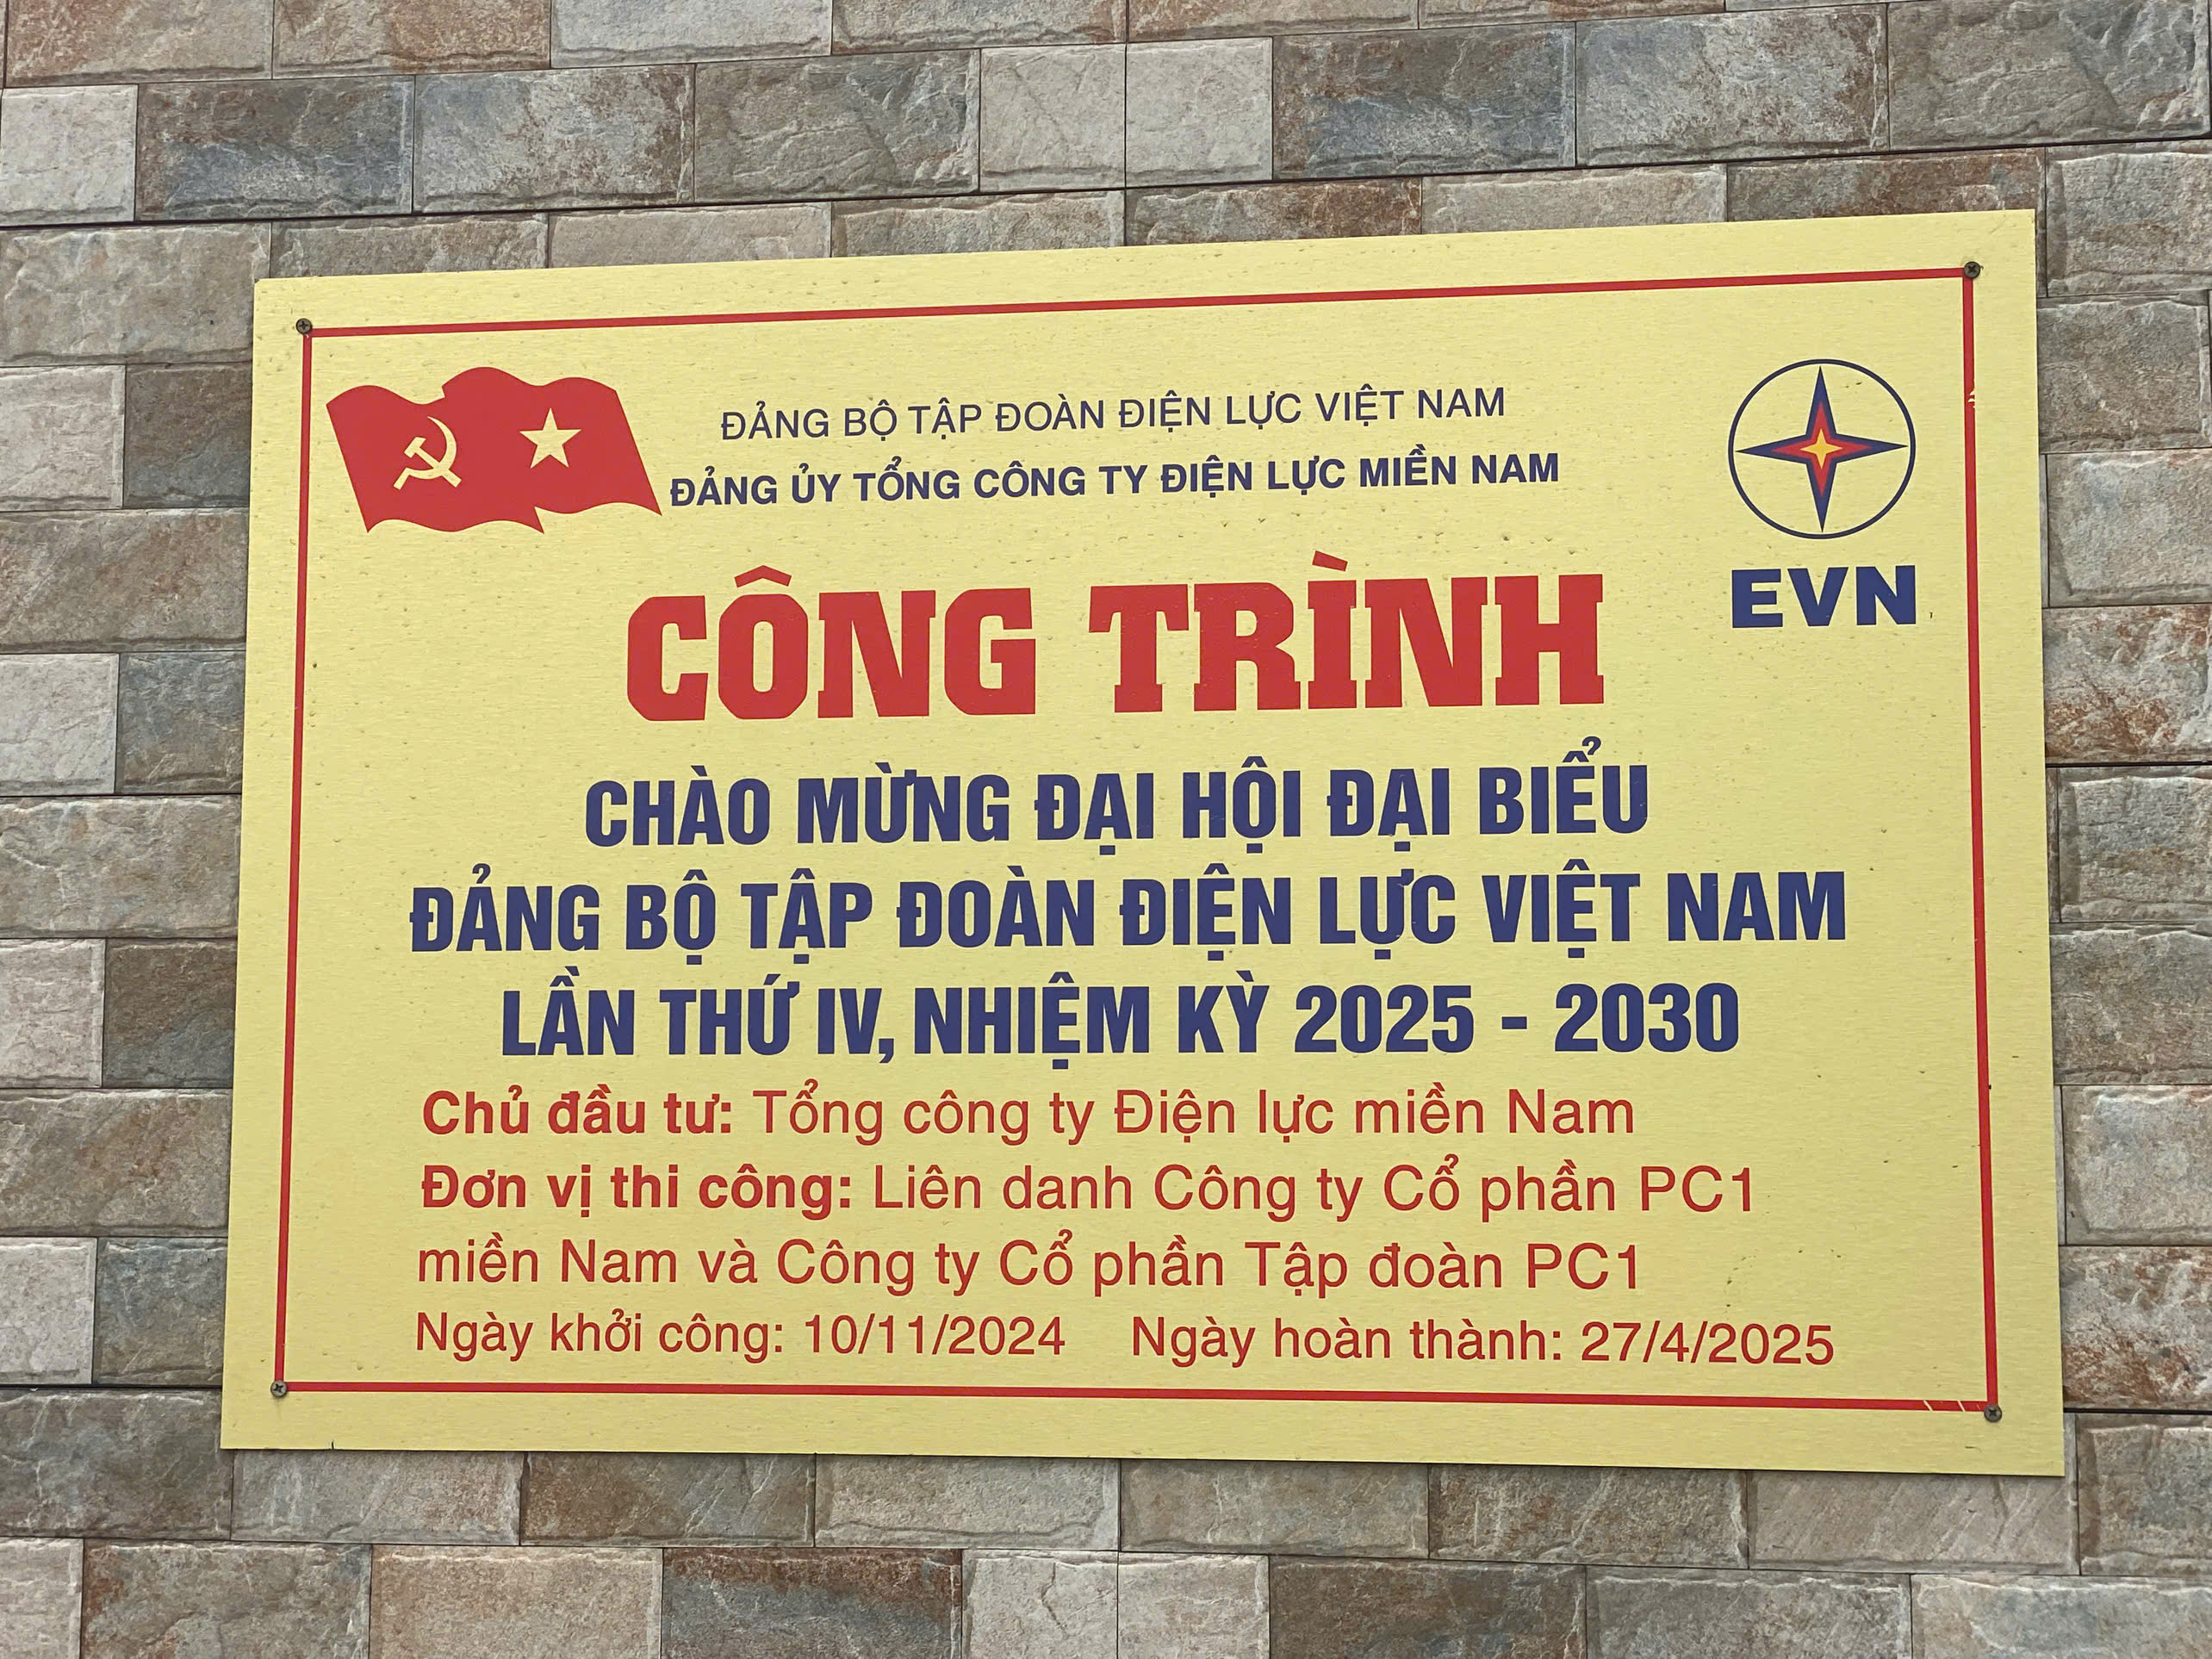 ĐẢNG BỘ TẬP ĐOÀN ĐIỆN LỰC VIỆT NAM
ĐẢNG ỦY TỔNG CÔNG TY ĐIỆN LỰC MIỀN NAM
EVN
CÔNG TRÌNH
CHÀO MỪNG ĐẠI HỘI ĐẠI BIỂU
ĐẢNG BỘ TẬP ĐOÀN ĐIỆN LỰC VIỆT NAM
LẦN THỨ IV, NHIỆM KỲ 2025 - 2030
Chủ đầu tư: Tổng công ty Điện lực miền Nam
Đơn vị thi công: Liên danh Công ty Cổ phần PC1
miền Nam và Công ty Cổ phần Tập đoàn PC1
Ngày khởi công: 10/11/2024 Ngày hoàn thành: 27/4/2025